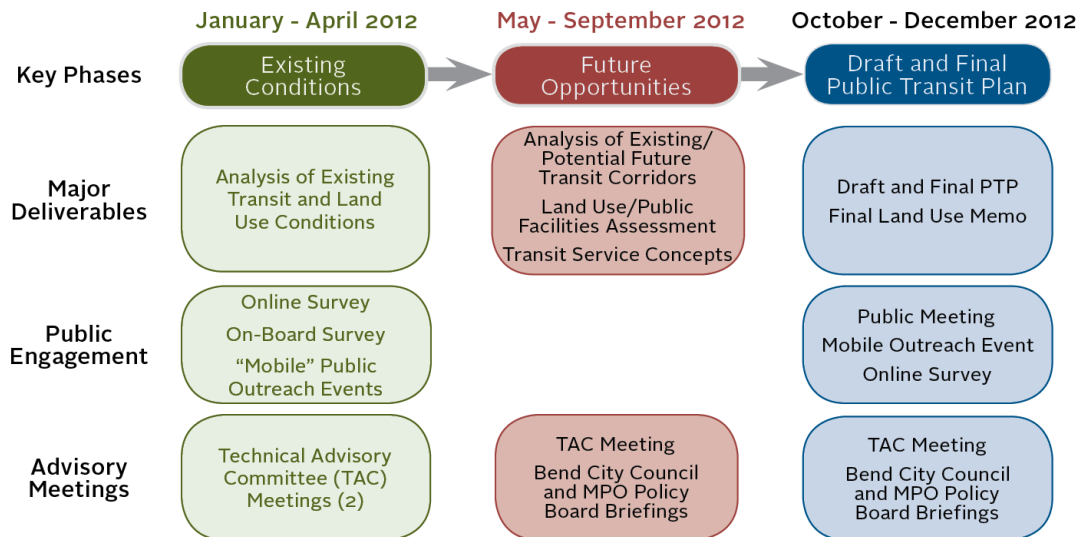 January - April 2012
May - September 2012
October - December 2012
Key Phases
Existing
Conditions
Future
Opportunities
Draft and Final
Public Transit Plan
Major
Deliverables
Analysis of Existing
Transit and Land
Use Conditions
Analysis of Existing/
Potential Future
Transit Corridors
Land Use/Public
Facilities Assessment
Transit Service Concepts
Draft and Final PTP
Final Land Use Memo
Public
Engagement
Online Survey
On-Board Survey
“Mobile” Public
Outreach Events
Public Meeting
Mobile Outreach Event
Online Survey
Advisory
Meetings
Technical Advisory
Committee (TAC)
Meetings (2)
TAC Meeting
Bend City Council
and MPO Policy
Board Briefings
TAC Meeting
Bend City Council
and MPO Policy
Board Briefings